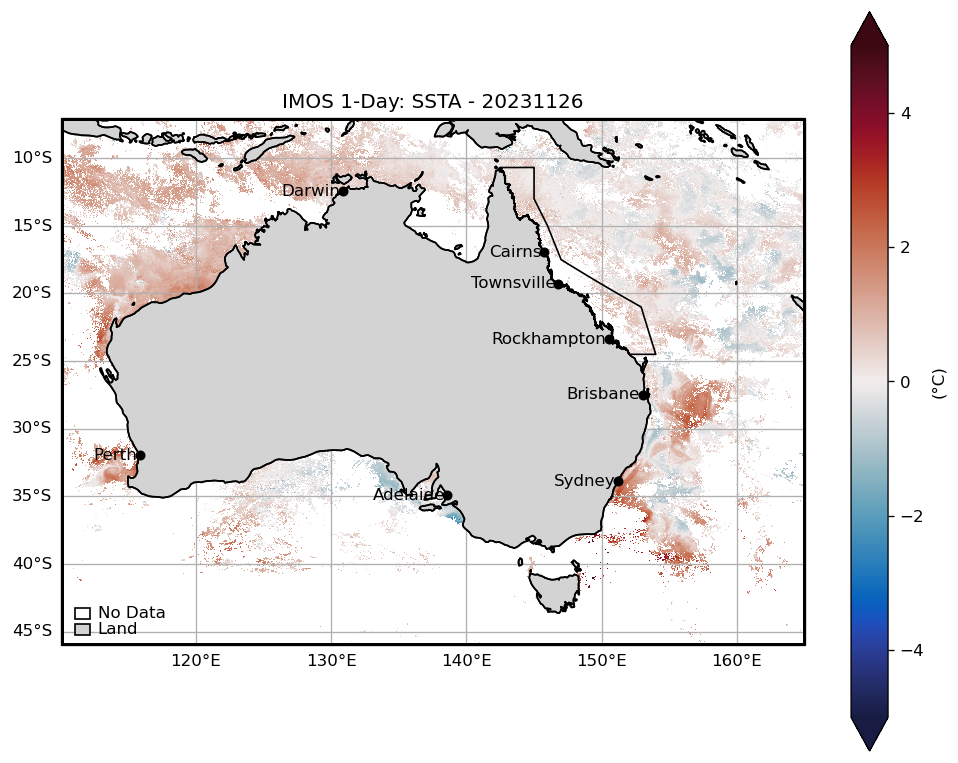 IMOS 1-Day: SSTA - 20231126
10°S
15°S
20°S
25°S
30°S
35°S
40°S
45°S
Darwin
Cairns
Townsville
Rockhampton
Brisbane
Perth
Sydney
Adelaide
No Data
Land
120°E 130°E 140°E 150°E 160°E
4
2
0
−2
−4
(°C)